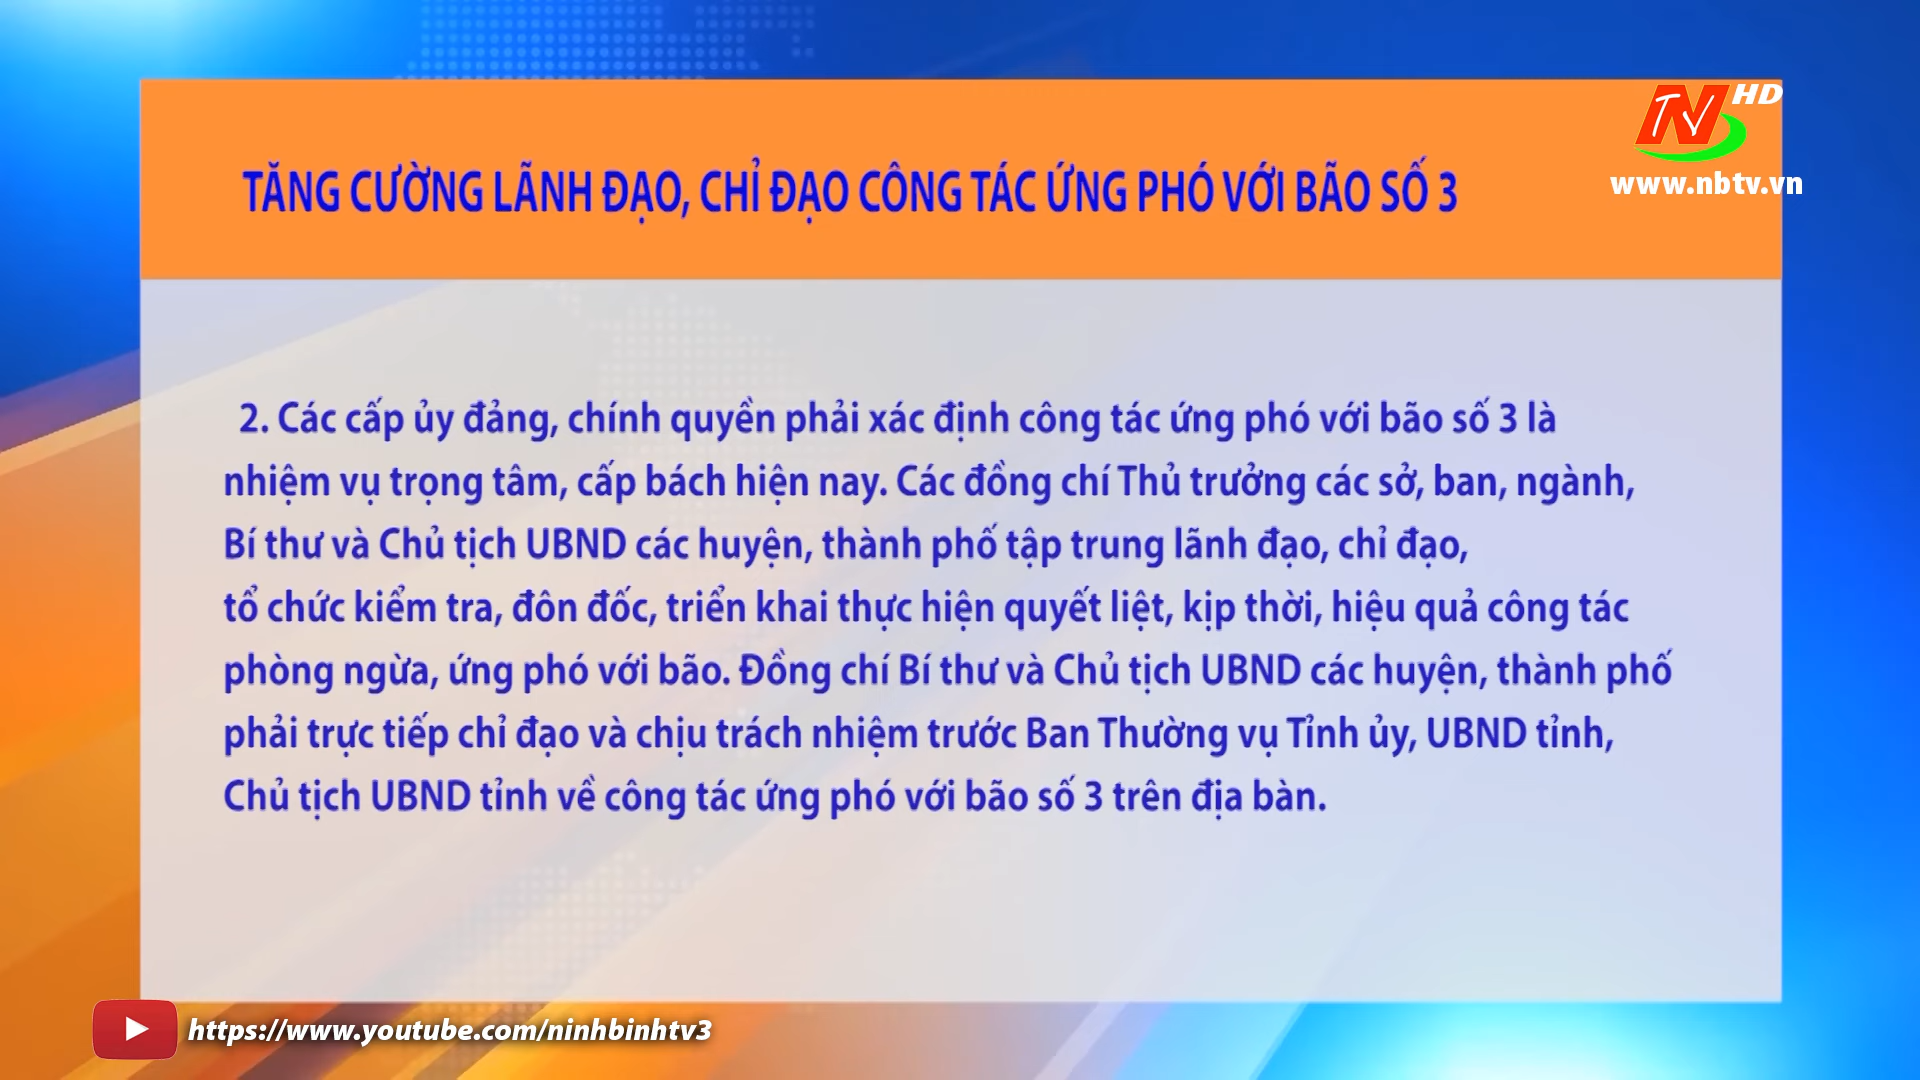 NTV HD
www.nbtv.vn
TĂNG CƯỜNG LÃNH ĐẠO, CHỈ ĐẠO CÔNG TÁC ỨNG PHÓ VỚI BÃO SỐ 3
2. Các cấp ủy đảng, chính quyền phải xác định công tác ứng phó với bão số 3 là
nhiệm vụ trọng tâm, cấp bách hiện nay. Các đồng chí Thủ trưởng các sở, ban, ngành,
Bí thư và Chủ tịch UBND các huyện, thành phố tập trung lãnh đạo, chỉ đạo,
tổ chức kiểm tra, đôn đốc, triển khai thực hiện quyết liệt, kịp thời, hiệu quả công tác
phòng ngừa, ứng phó với bão. Đồng chí Bí thư và Chủ tịch UBND các huyện, thành phố
phải trực tiếp chỉ đạo và chịu trách nhiệm trước Ban Thường vụ Tỉnh ủy, UBND tỉnh,
Chủ tịch UBND tỉnh về công tác ứng phó với bão số 3 trên địa bàn.
https://www.youtube.com/ninhbinhtv3